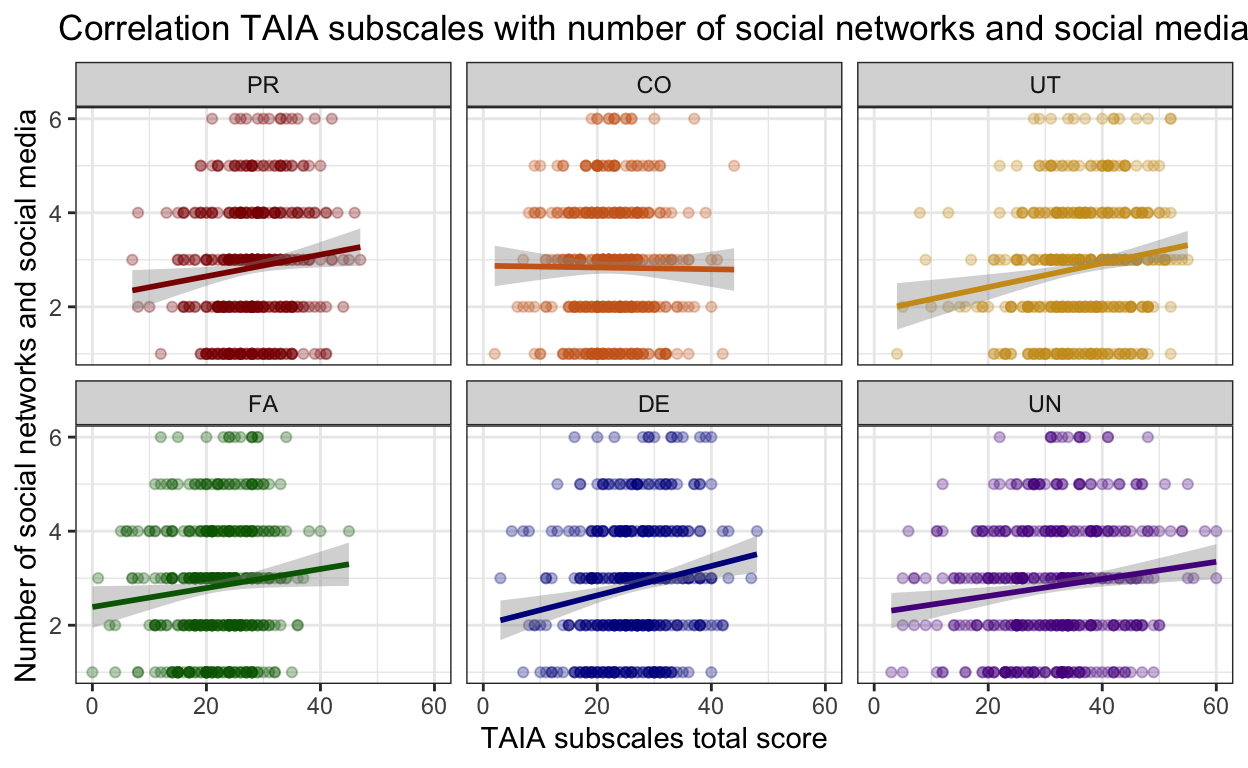 Correlation TAIA subscales with number of social networks and social media
PR
CO
UT
6
4
2
FA
DE
UN
6
4
2
0
20
40
60
0
20
40
60
0
20
40
60
TAIA subscales total score
Number of social networks and social media